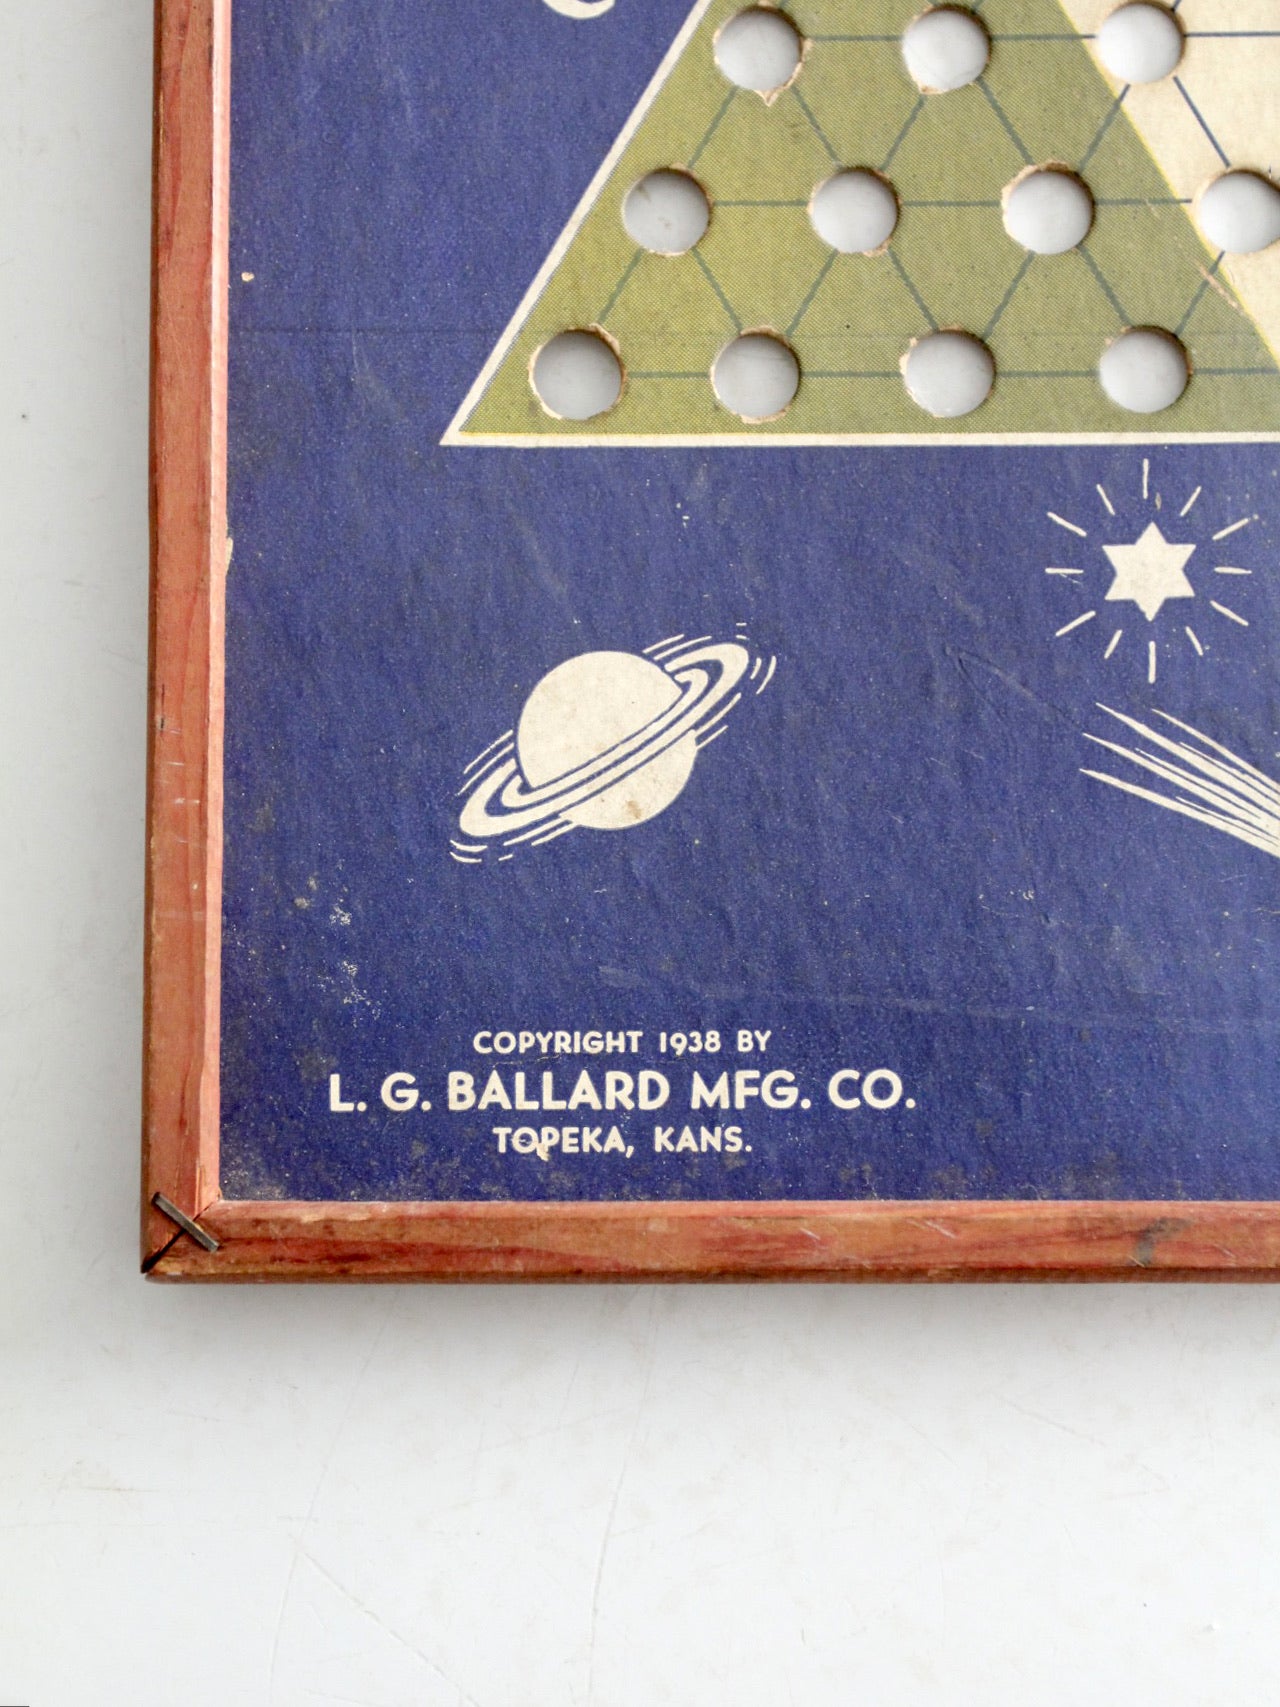 COPYRIGHT 1938 BY
L. G. BALLARD MFG. CO.
TOPEKA, KANS.